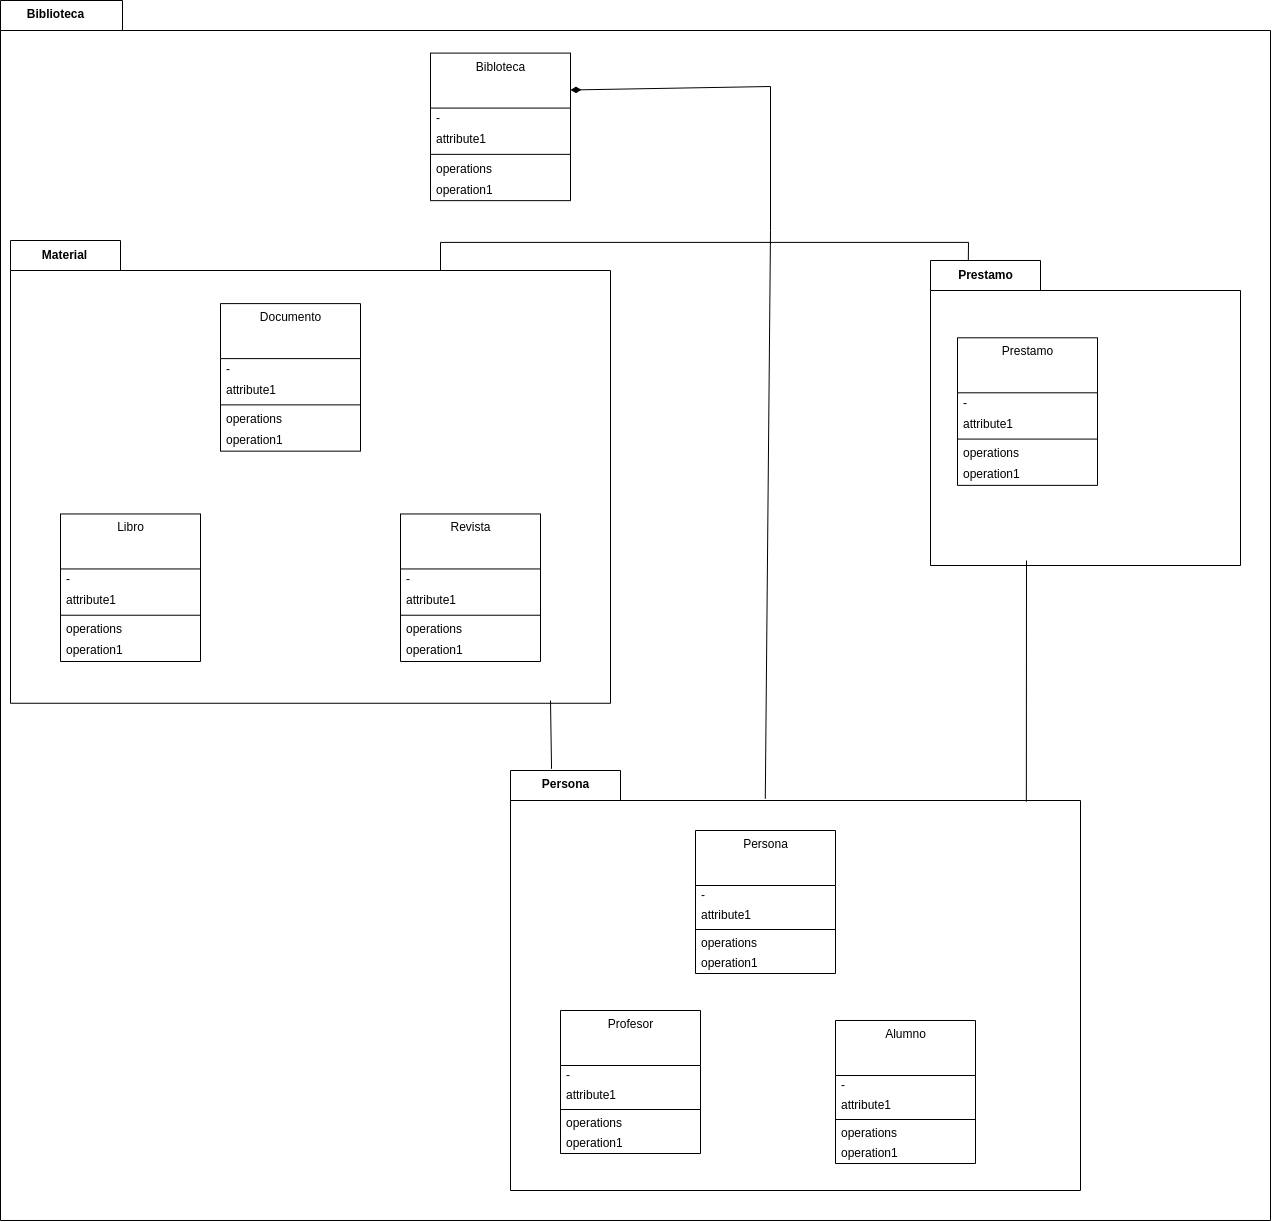 Biblioteca
Bibloteca
-
attribute1
operations
operation1
Material
Documento
-
attribute1
operations
operation1
Libro
-
attribute1
operations
operation1
Revista
-
attribute1
operations
operation1
Prestamo
Prestamo
-
attribute1
operations
operation1
Persona
Persona
-
attribute1
operations
operation1
Profesor
-
attribute1
operations
operation1
Alumno
-
attribute1
operations
operation1